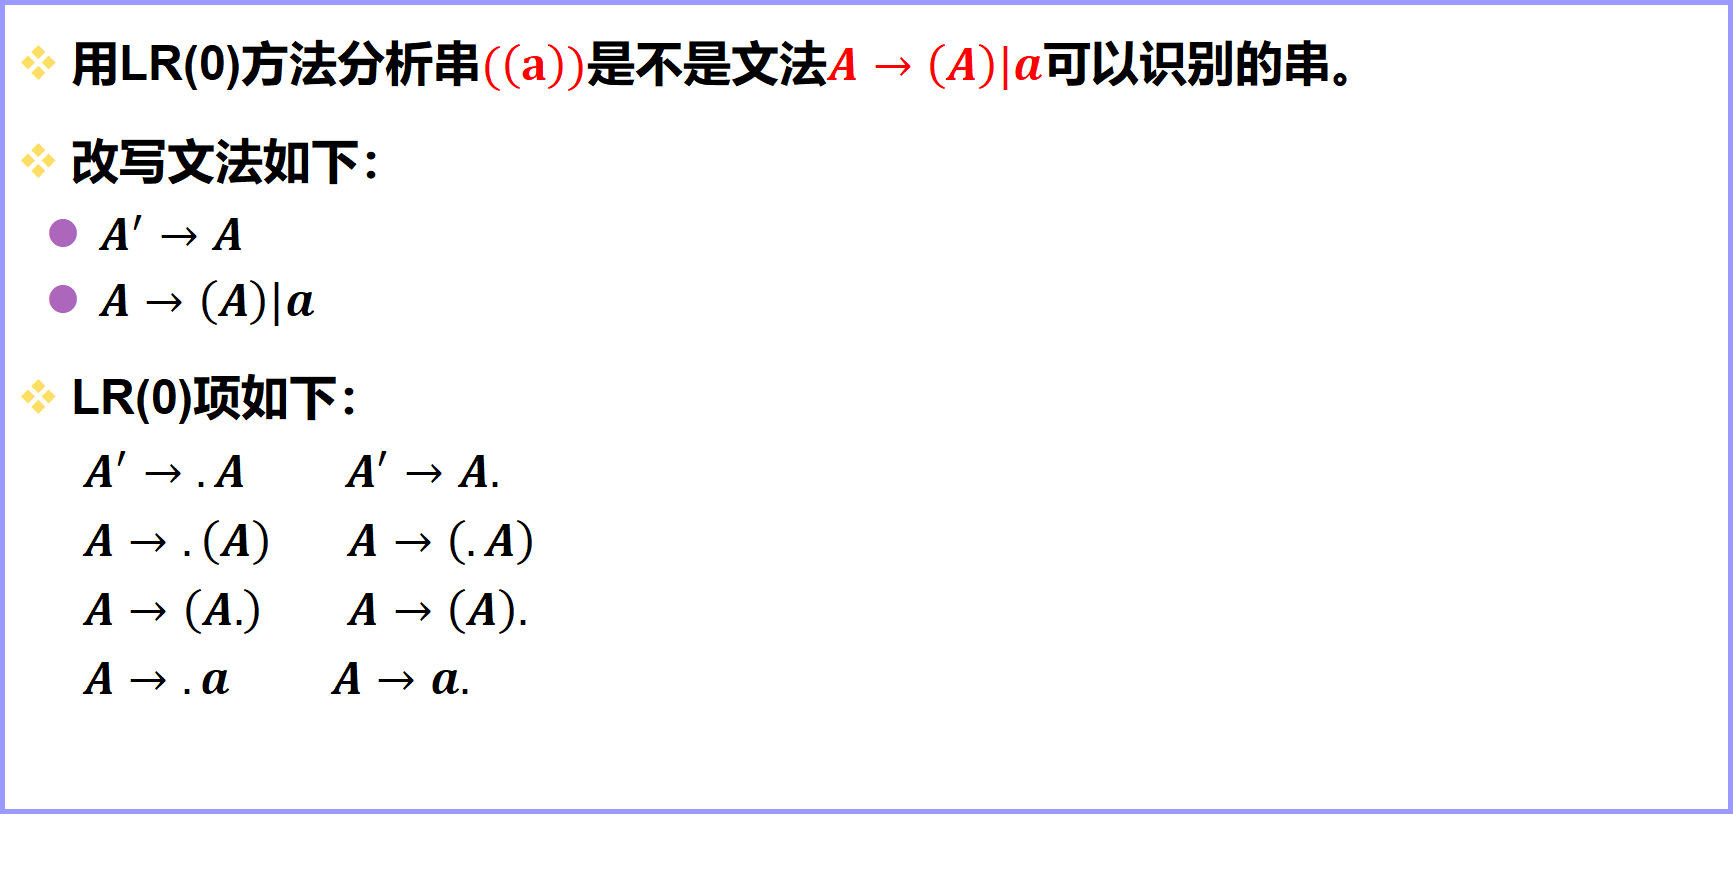 用LR(0)方法分析串((a))是不是文法A → (A)|a可以识别的串。
改写文法如下：
A′ → A
A → (A)|a
LR(0)项如下：
A′ → .A A′ → A.
A → .(A) A → (.A)
A → (A.) A → (A).
A → .a A → a.